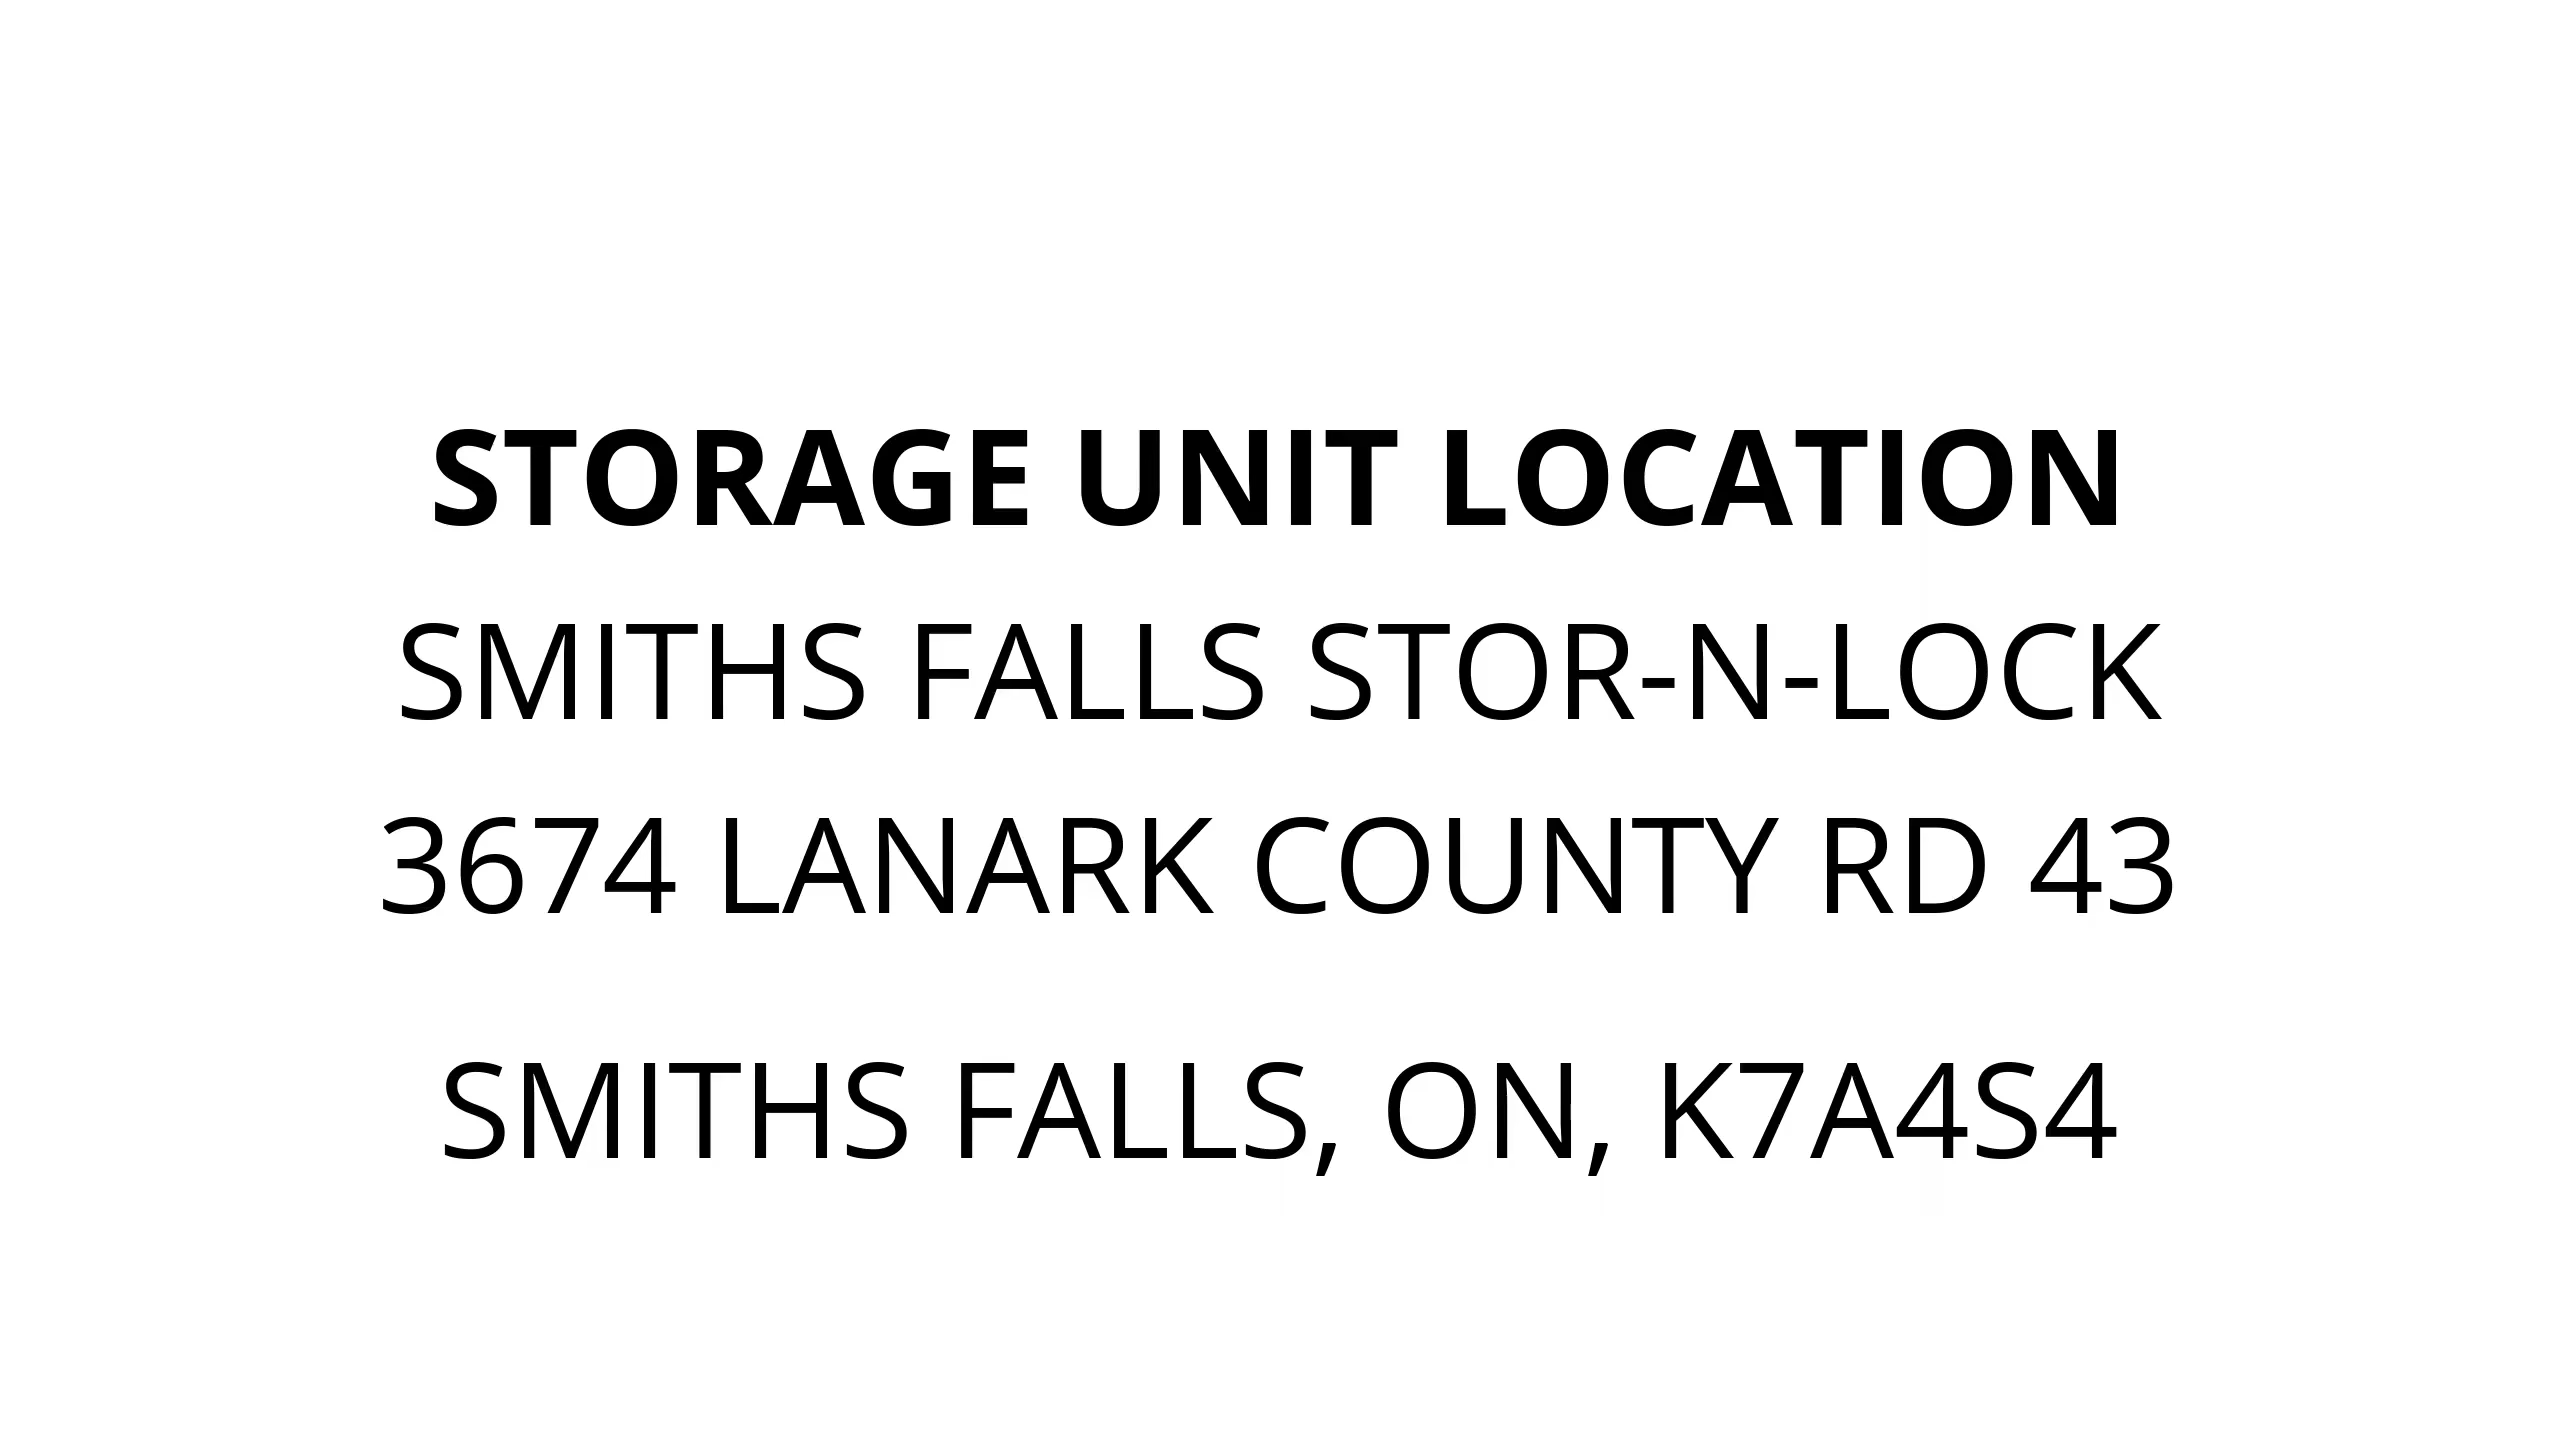 STORAGE UNIT LOCATION
SMITHS FALLS STOR-N-LOCK
3674 LANARK COUNTY RD 43
SMITHS FALLS, ON, K7A4S4